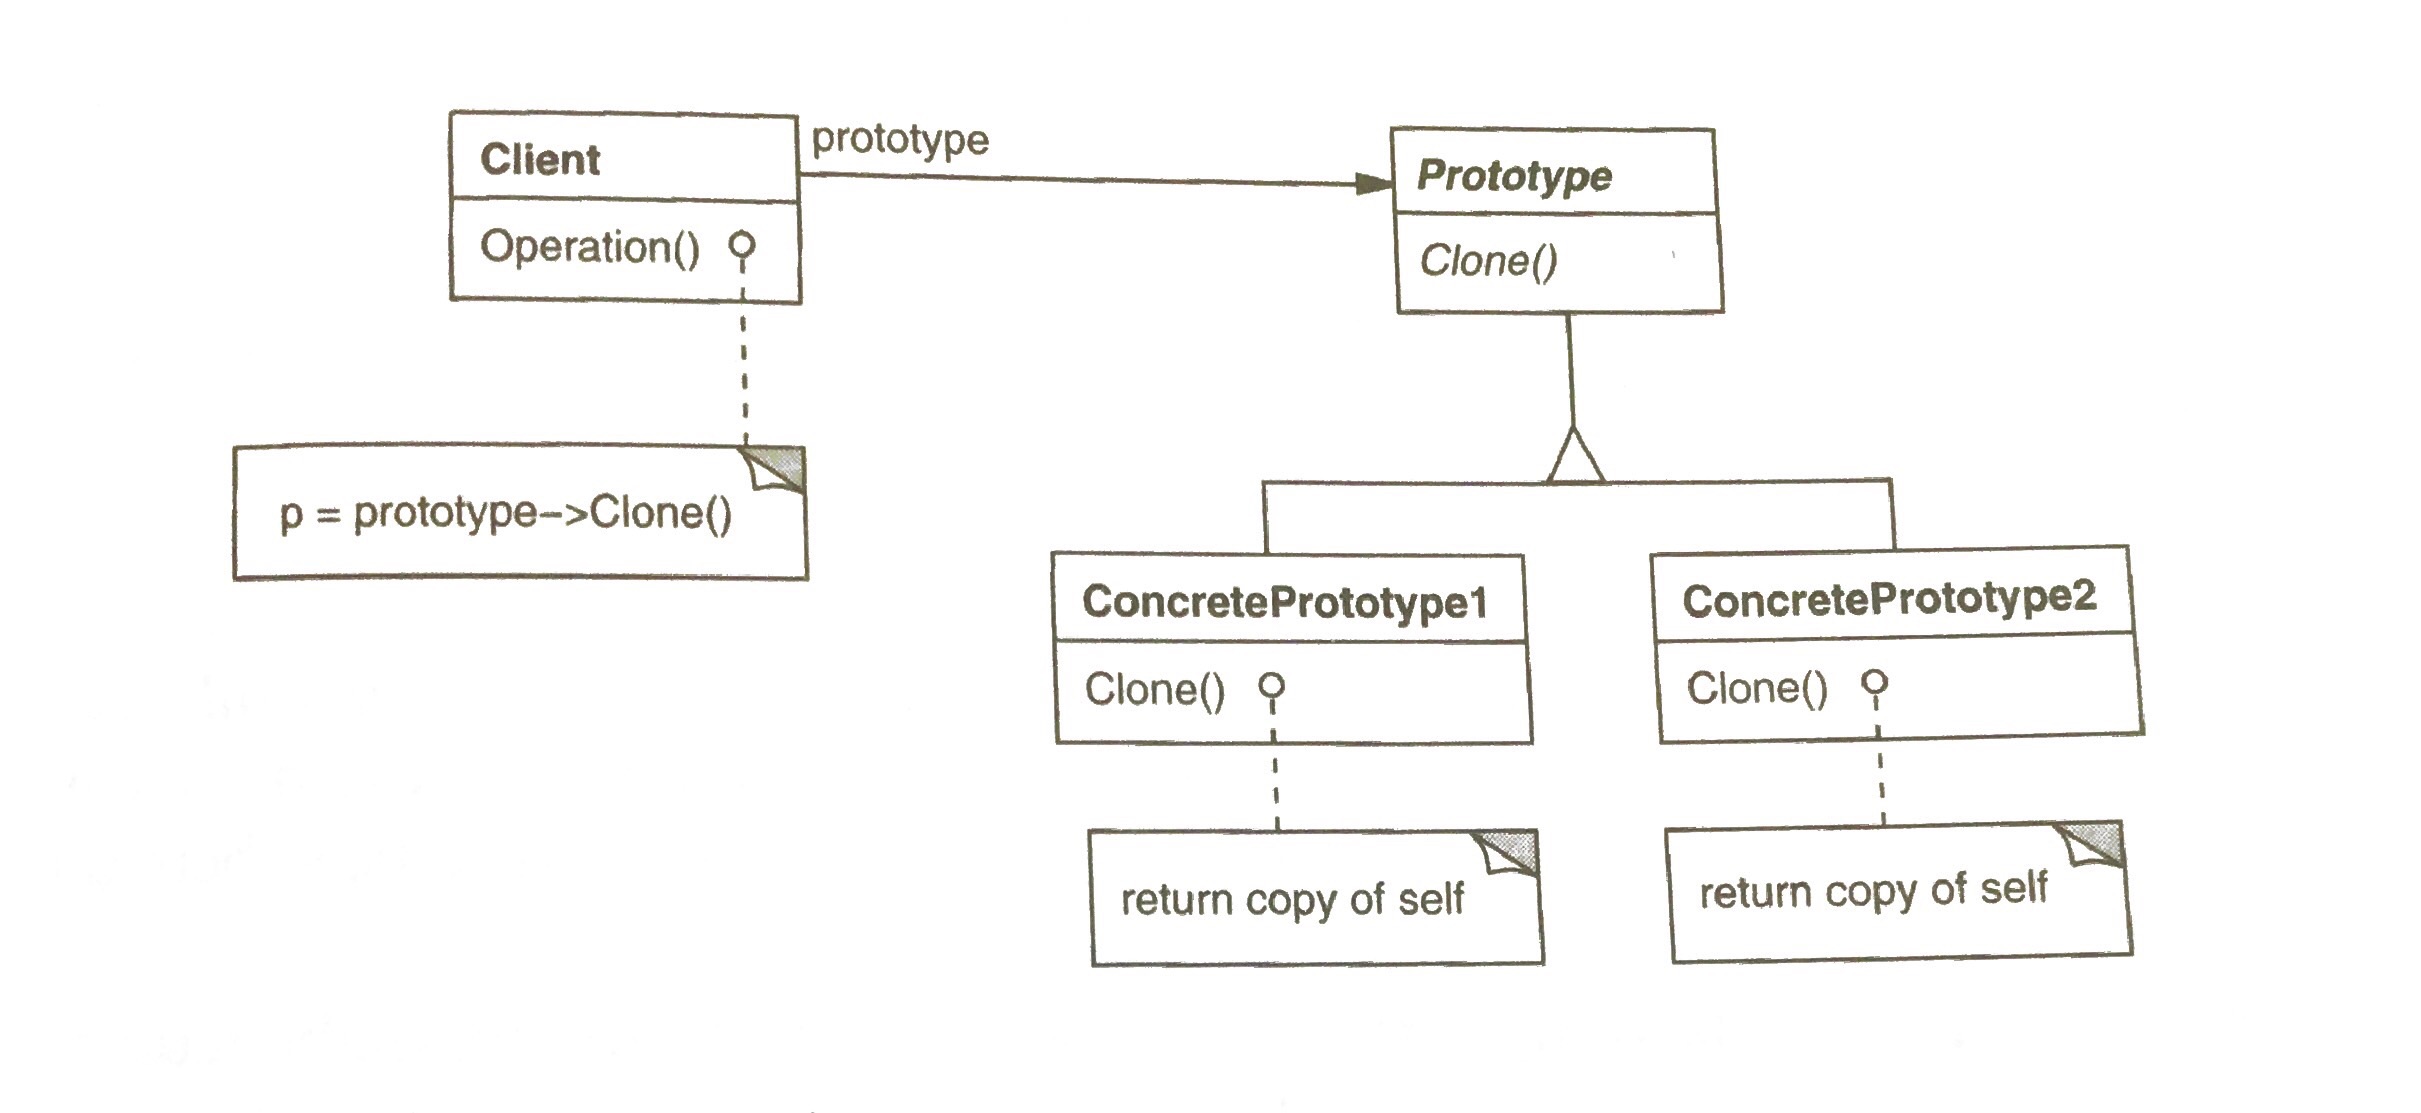 Client
prototype
Prototype
Operation()
Clone()
p = prototype–>Clone()
ConcretePrototype1
ConcretePrototype2
Clone()
Clone()
return copy of self
return copy of self